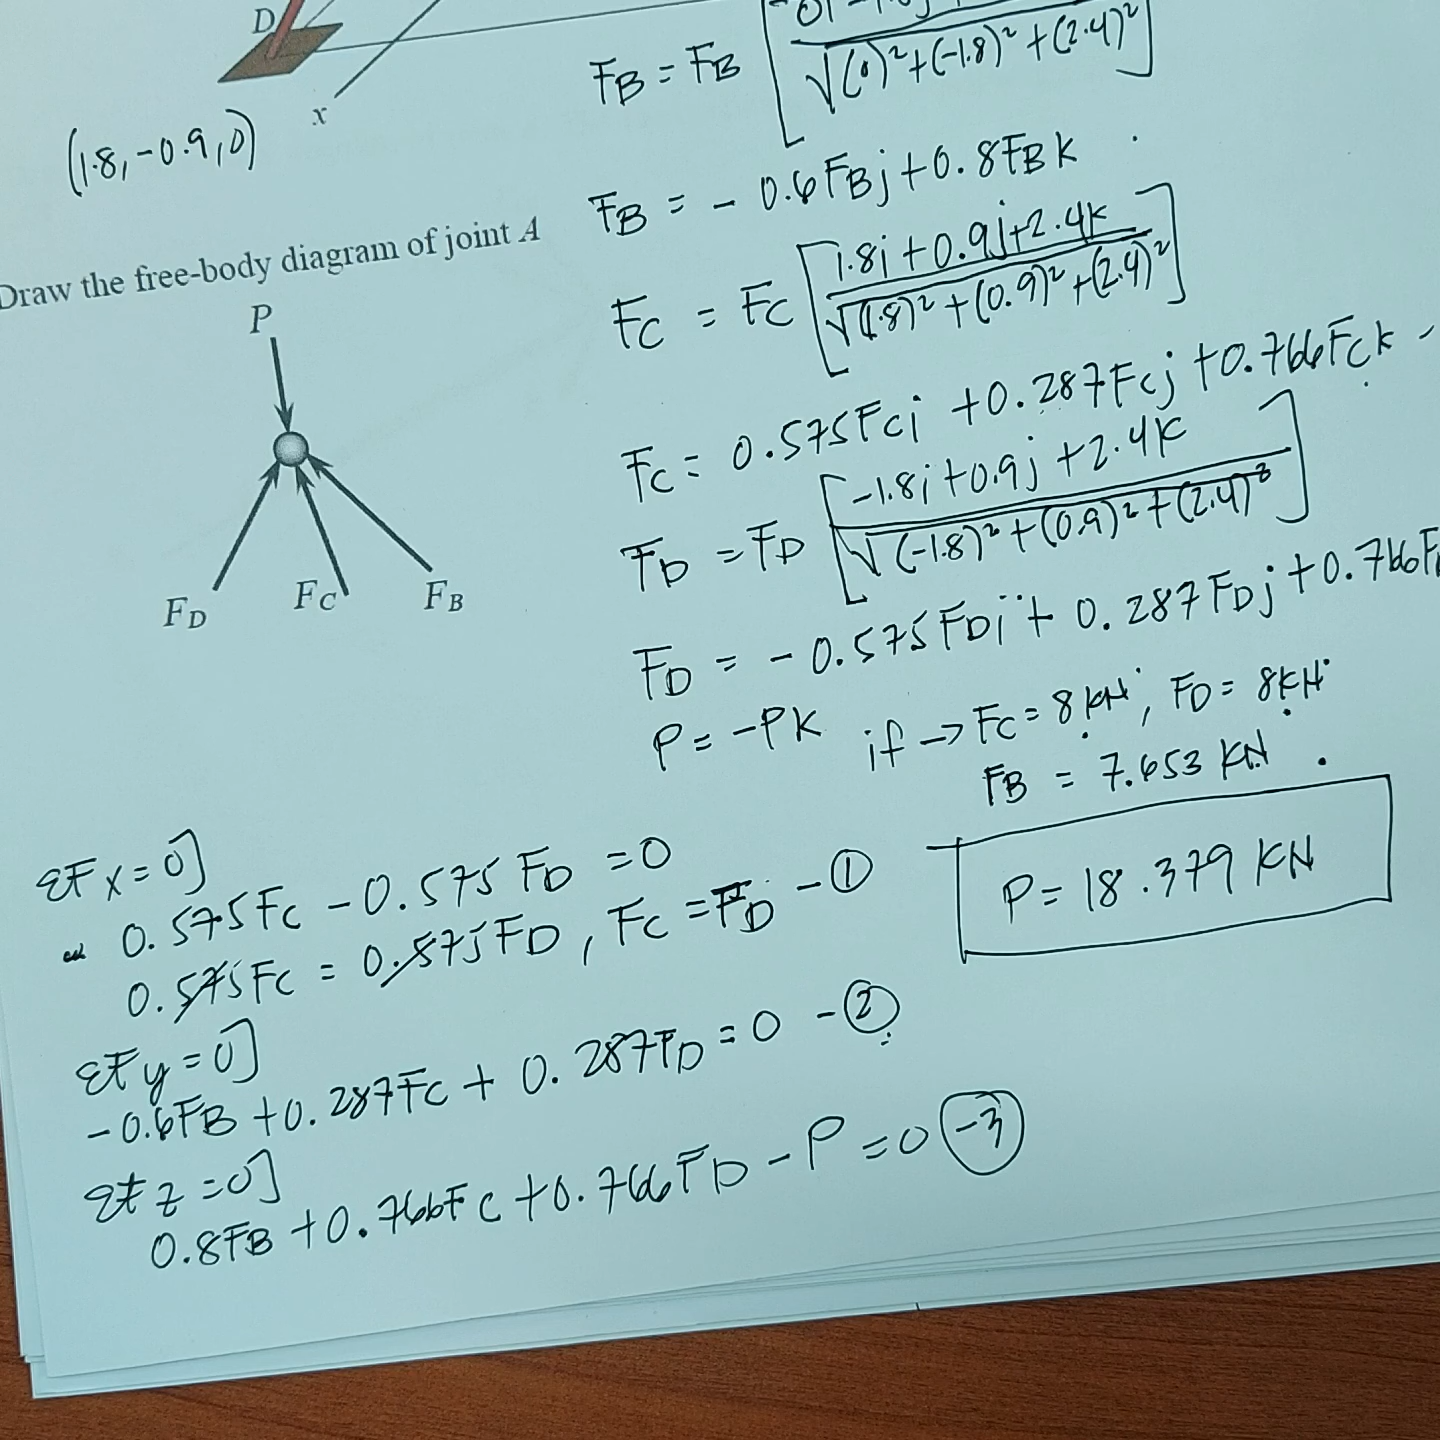 D
x
(1.8, -0.9, 0)
FB = FB [ / √(0)²+(-1.8)²+(2.4)² ]
FB = - 0.6FBj + 0.8FBK
Draw the free-body diagram of joint A
P
FD
FC
FB
FC = FC [ 1.8i + 0.9j + 2.4K / √(1.8)²+(0.9)²+(2.4)² ]
FC = 0.575FCi + 0.287FCj + 0.766FCK
FD = FD [ -1.8i + 0.9j + 2.4K / √(-1.8)²+(0.9)²+(2.4)² ]
FD = - 0.575FDi + 0.287FDj + 0.766F
P = -PK if → FC = 8 kN, FD = 8KN
FB = 7.653 KN
P = 18.379 KN
ΣFx = 0]
0.575FC - 0.575 FD = 0
0.575FC = 0.575FD, FC = FD - ①
ΣFy = 0]
-0.6FB + 0.287FC + 0.287FD = 0 - ②
ΣFz = 0]
0.8FB + 0.766FC + 0.766FD - P = 0 -3